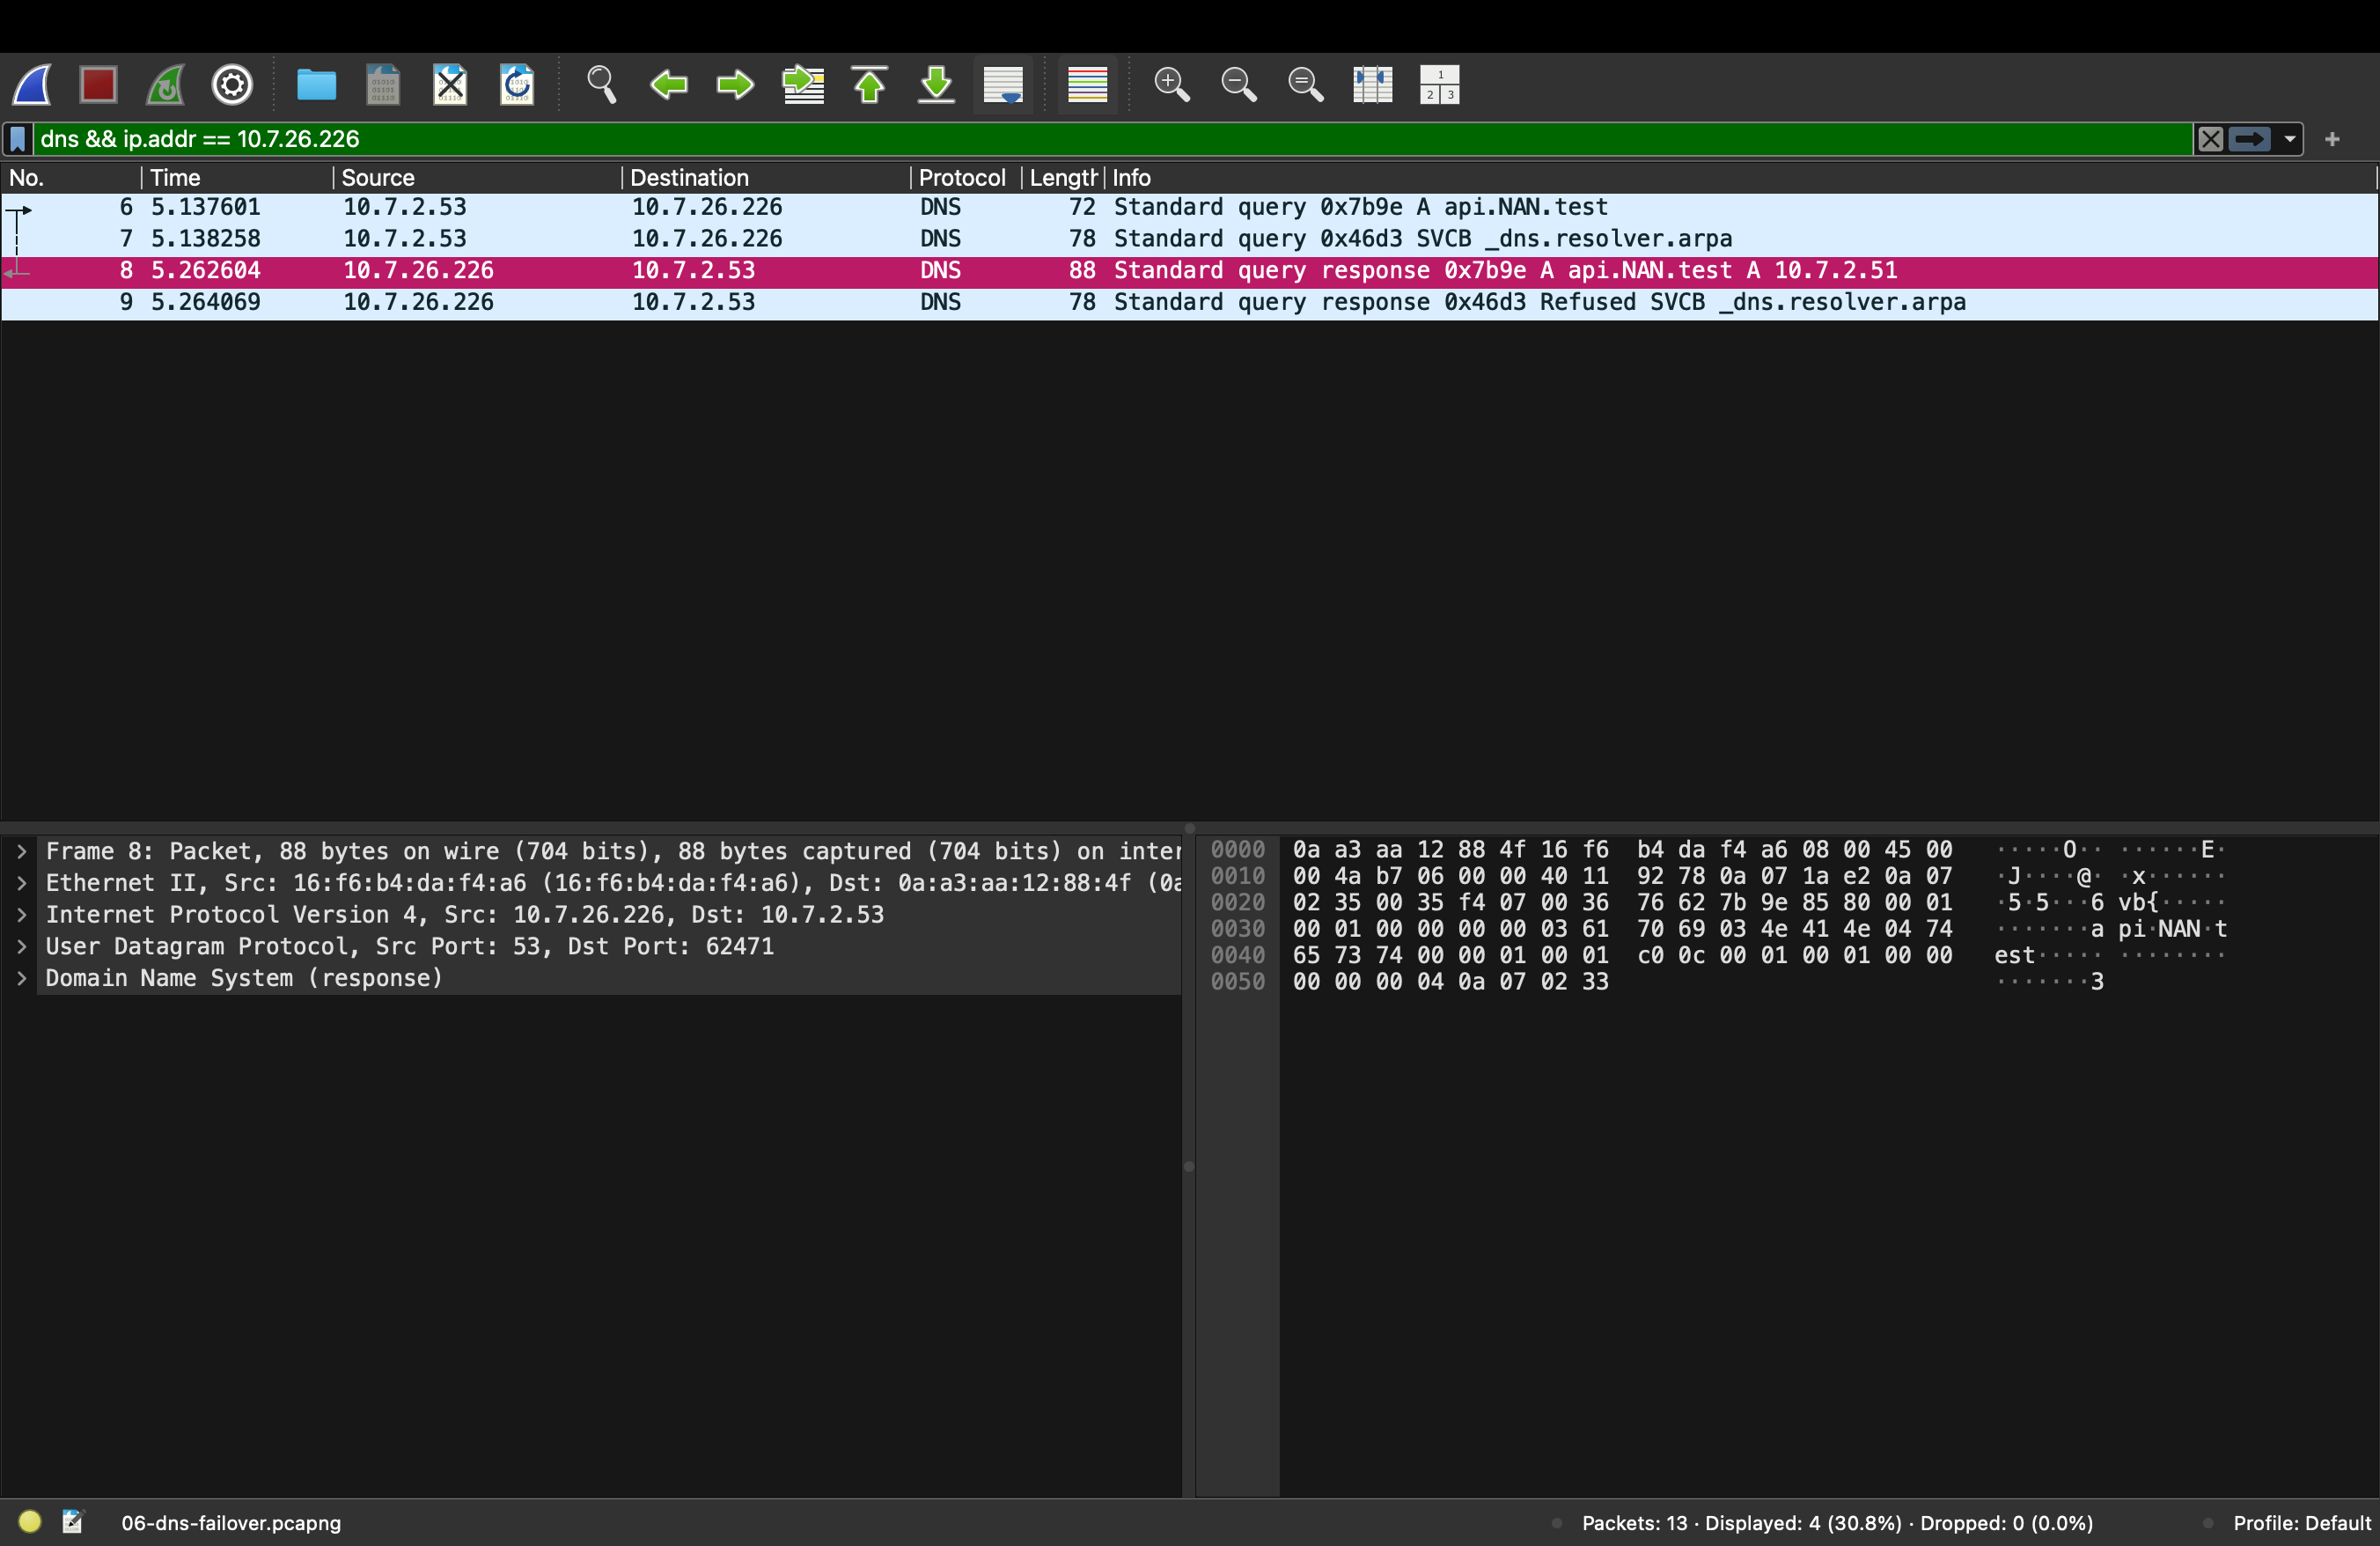 dns && ip.addr == 10.7.26.226
No. Time Source Destination Protocol Length Info
6 5.137601 10.7.2.53 10.7.26.226 DNS 72 Standard query 0x7b9e A api.NAN.test
7 5.138258 10.7.2.53 10.7.26.226 DNS 78 Standard query 0x46d3 SVCB _dns.resolver.arpa
8 5.262604 10.7.26.226 10.7.2.53 DNS 88 Standard query response 0x7b9e A api.NAN.test A 10.7.2.51
9 5.264069 10.7.26.226 10.7.2.53 DNS 78 Standard query response 0x46d3 Refused SVCB _dns.resolver.arpa
Frame 8: Packet, 88 bytes on wire (704 bits), 88 bytes captured (704 bits) on inter
Ethernet II, Src: 16:f6:b4:da:f4:a6 (16:f6:b4:da:f4:a6), Dst: 0a:a3:aa:12:88:4f (0a
Internet Protocol Version 4, Src: 10.7.26.226, Dst: 10.7.2.53
User Datagram Protocol, Src Port: 53, Dst Port: 62471
Domain Name System (response)
0000 0a a3 aa 12 88 4f 16 f6 b4 da f4 a6 08 00 45 00 ·····O·· ······E·
0010 00 4a b7 06 00 00 40 11 92 78 0a 07 1a e2 0a 07 ·J····@· ·x······
0020 02 35 00 35 f4 07 00 36 76 62 7b 9e 85 80 00 01 ·5·5···6 vb{·····
0030 00 01 00 00 00 00 03 61 70 69 03 4e 41 4e 04 74 ·······a pi·NAN·t
0040 65 73 74 00 00 01 00 01 c0 0c 00 01 00 01 00 00 est····· ········
0050 00 00 00 04 0a 07 02 33 ·······3
06-dns-failover.pcapng
Packets: 13 · Displayed: 4 (30.8%) · Dropped: 0 (0.0%)
Profile: Default